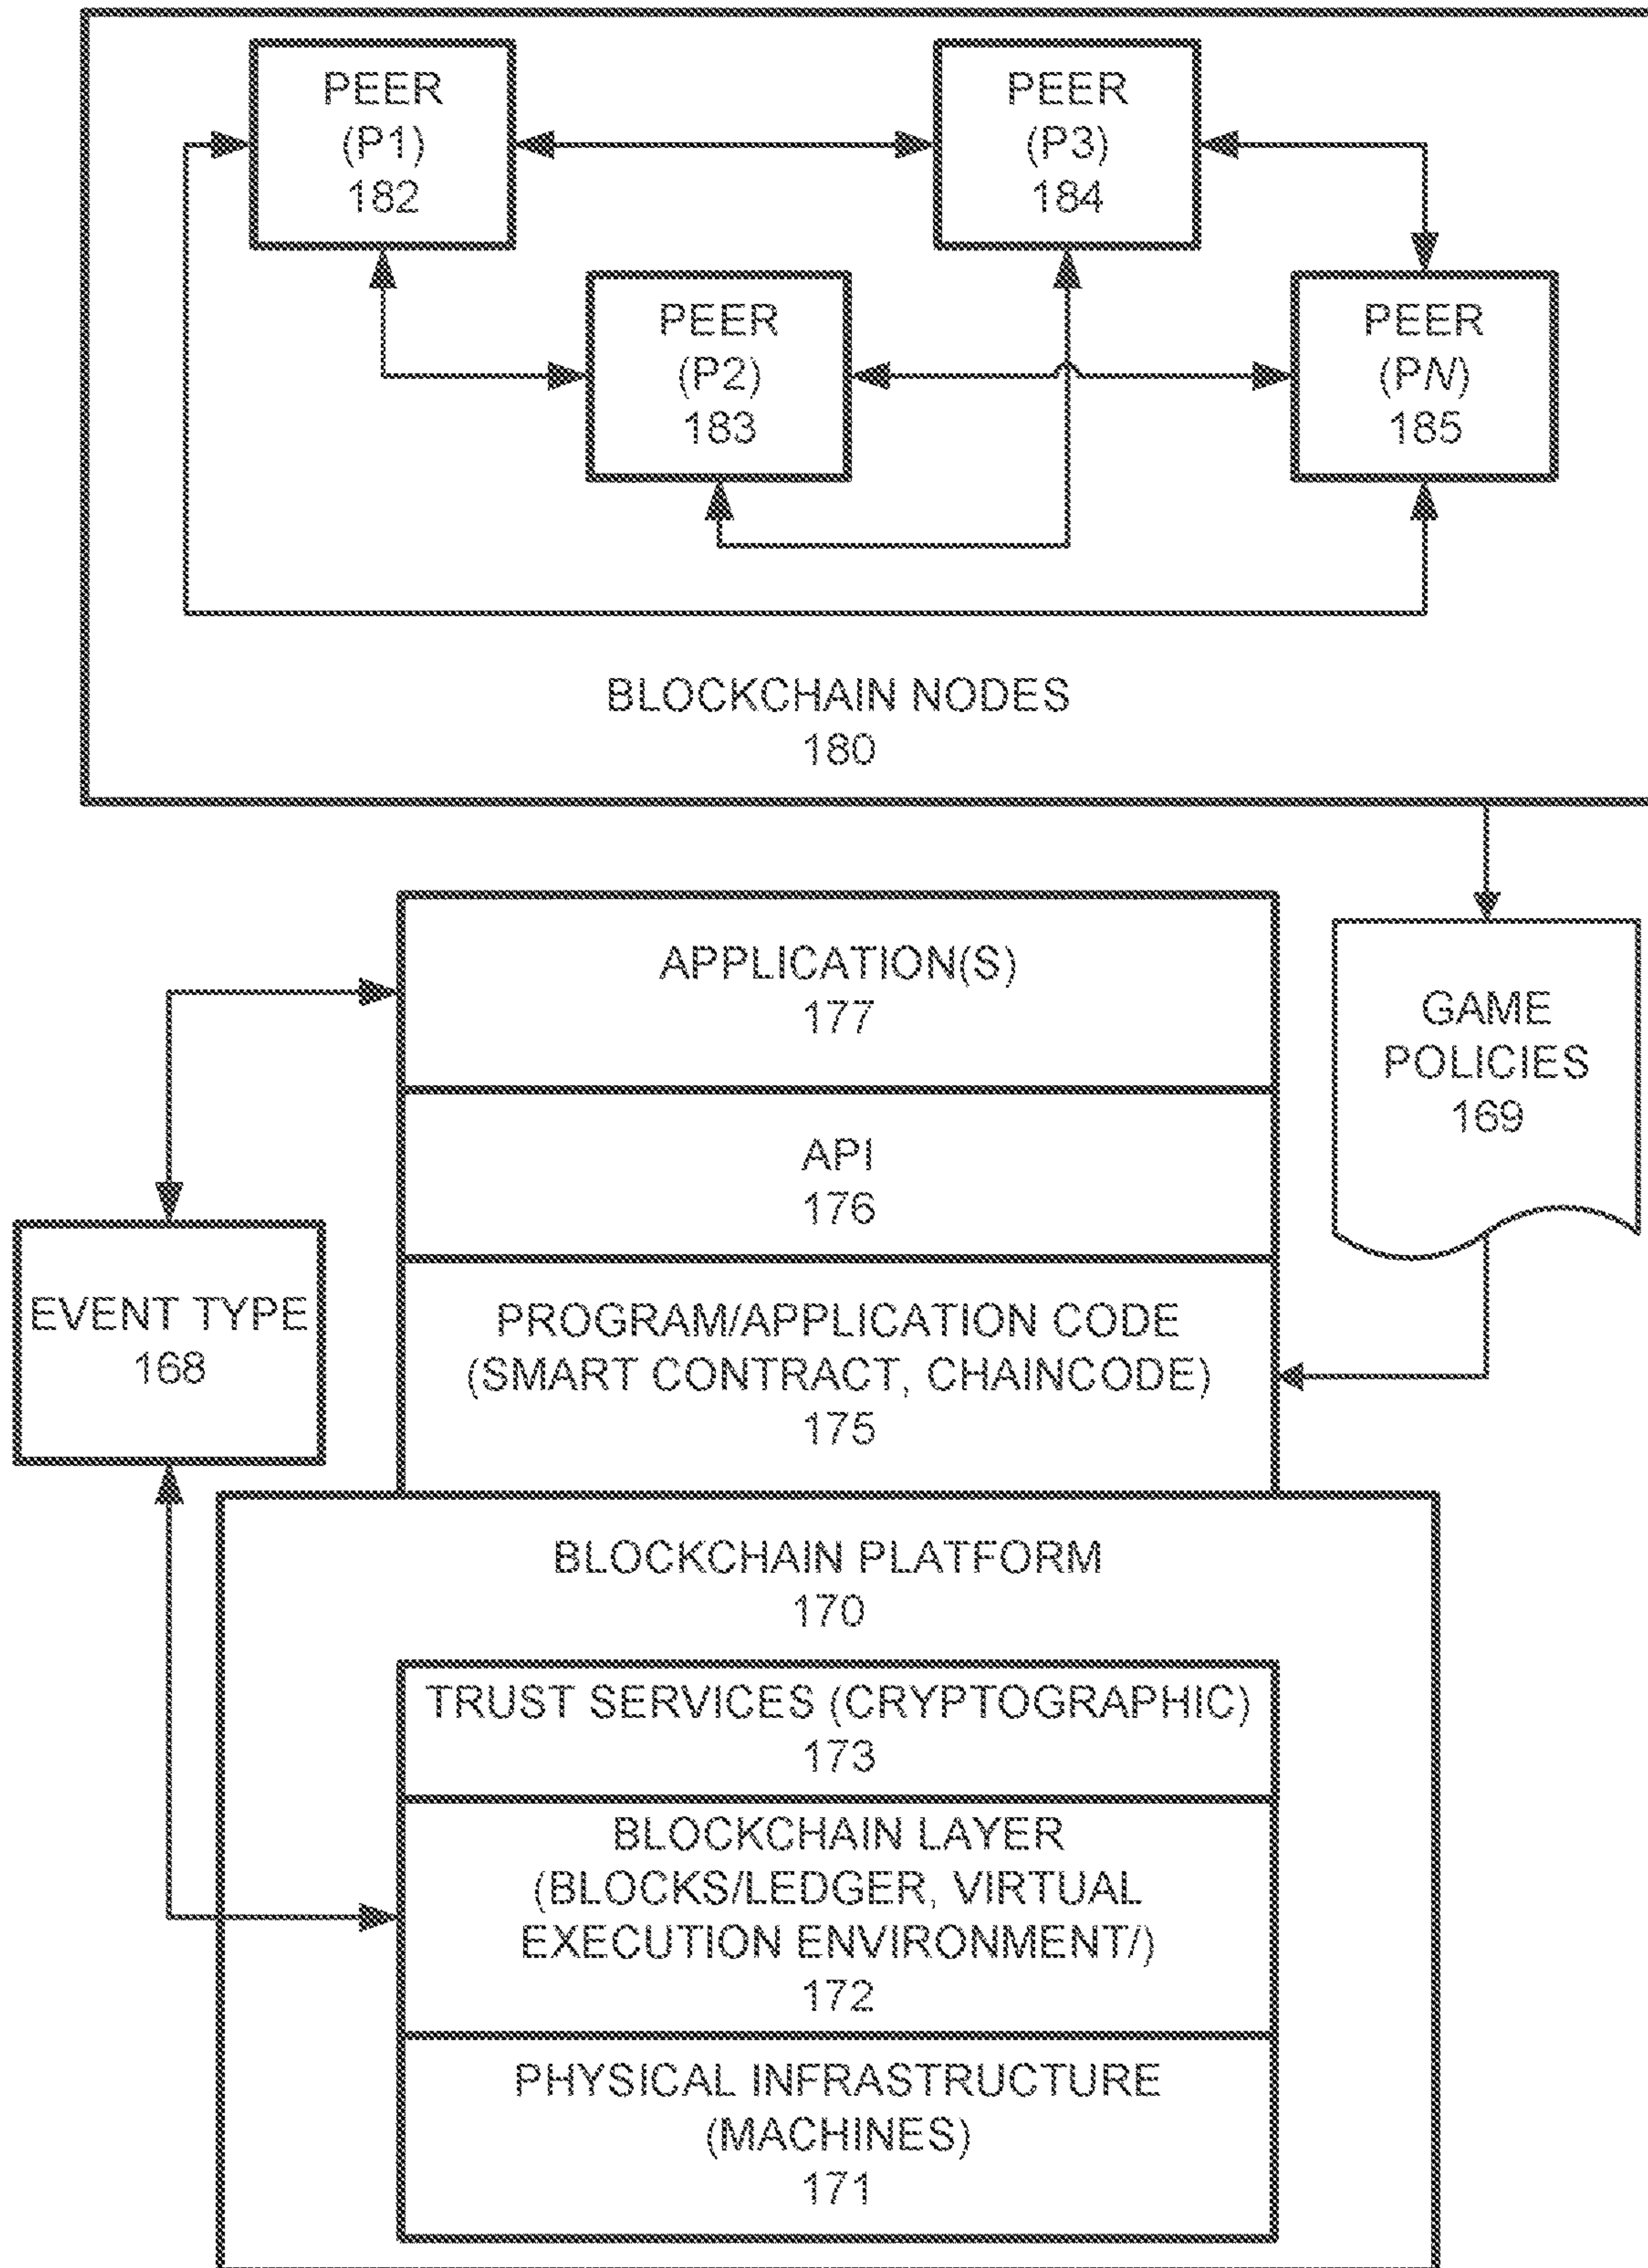 PEER
(P1)
182
PEER
(P3)
184
PEER
(P2)
183
PEER
(PN)
185
BLOCKCHAIN NODES
180
APPLICATION(S)
177
GAME
POLICIES
169
API
176
EVENT TYPE
168
PROGRAM/APPLICATION CODE
(SMART CONTRACT, CHAINCODE)
175
BLOCKCHAIN PLATFORM
170
TRUST SERVICES (CRYPTOGRAPHIC)
173
BLOCKCHAIN LAYER
(BLOCKS/LEDGER, VIRTUAL
EXECUTION ENVIRONMENT/)
172
PHYSICAL INFRASTRUCTURE
(MACHINES)
171